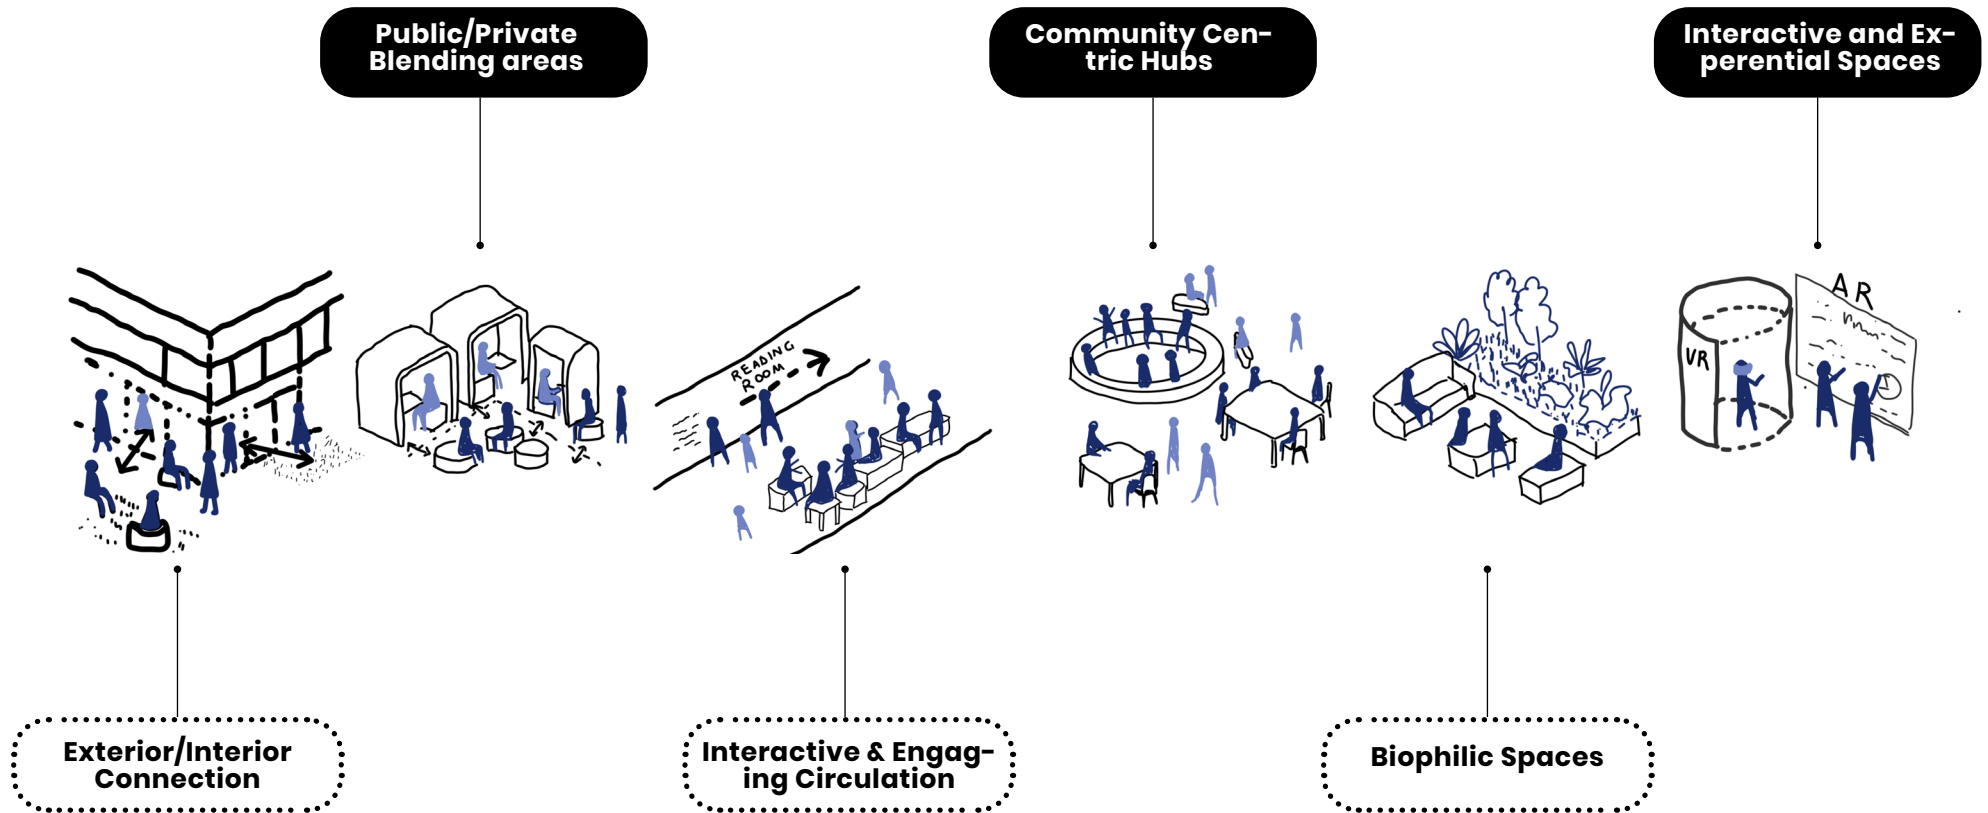 Public/Private
Blending areas
Community Cen-
tric Hubs
Interactive and Ex-
perential Spaces
READING
ROOM
VR
AR
Exterior/Interior
Connection
Interactive & Engag-
ing Circulation
Biophilic Spaces